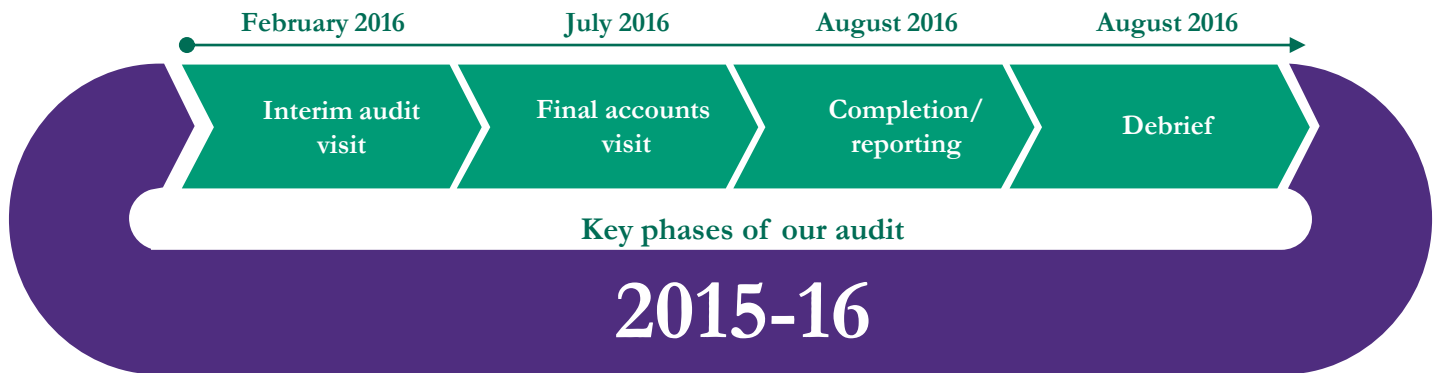 February 2016
July 2016
August 2016
August 2016
Interim audit
visit
Final accounts
visit
Completion/
reporting
Debrief
Key phases of our audit
2015-16